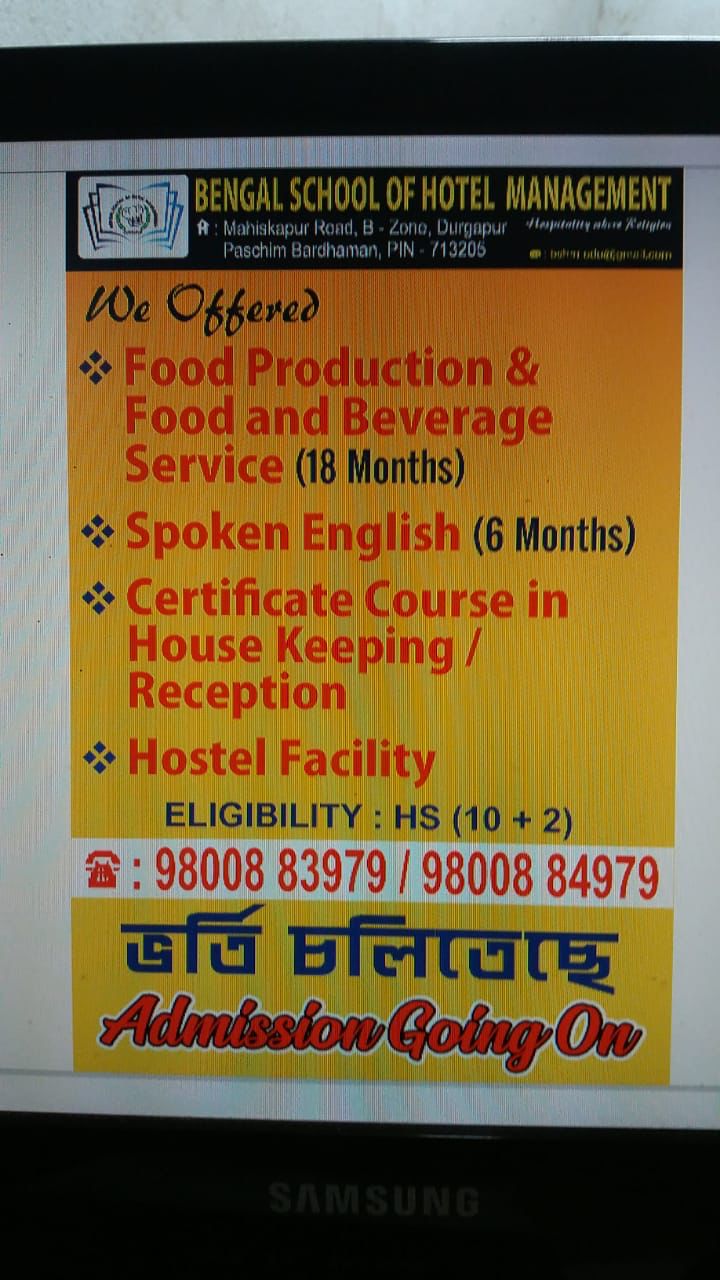 BENGAL SCHOOL OF HOTEL MANAGEMENT
: Mahiskapur Road, B - Zone, Durgapur
Paschim Bardhaman, PIN - 713205
We Offered
Food Production &
Food and Beverage
Service (18 Months)
Spoken English (6 Months)
Certificate Course in
House Keeping /
Reception
Hostel Facility
ELIGIBILITY : HS (10 + 2)
: 98008 83979 / 98008 84979
ভর্তি চলিতেছে
Admission Going On
SAMSUNG